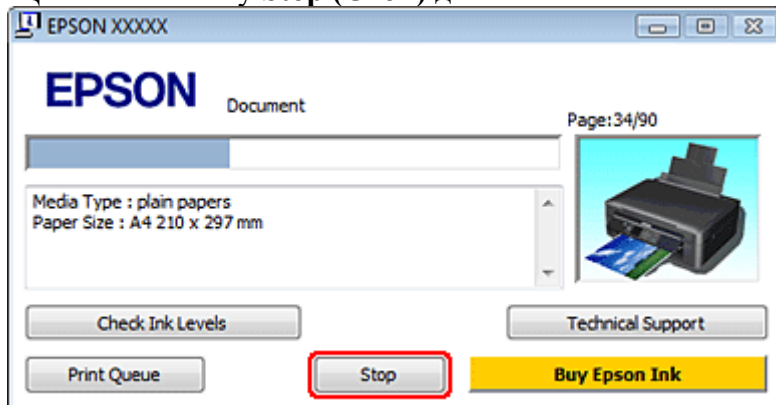 EPSON XXXXX
EPSON
Document
Page:34/90
Media Type : plain papers
Paper Size : A4 210 x 297 mm
Check Ink Levels
Technical Support
Print Queue
Stop
Buy Epson Ink